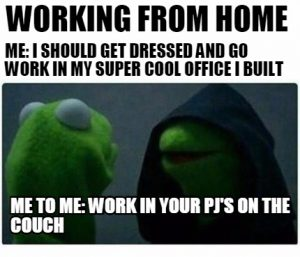 WORKING FROM HOME
ME: I SHOULD GET DRESSED AND GO
WORK IN MY SUPER COOL OFFICE I BUILT
ME TO ME: WORK IN YOUR PJ'S ON THE
COUCH